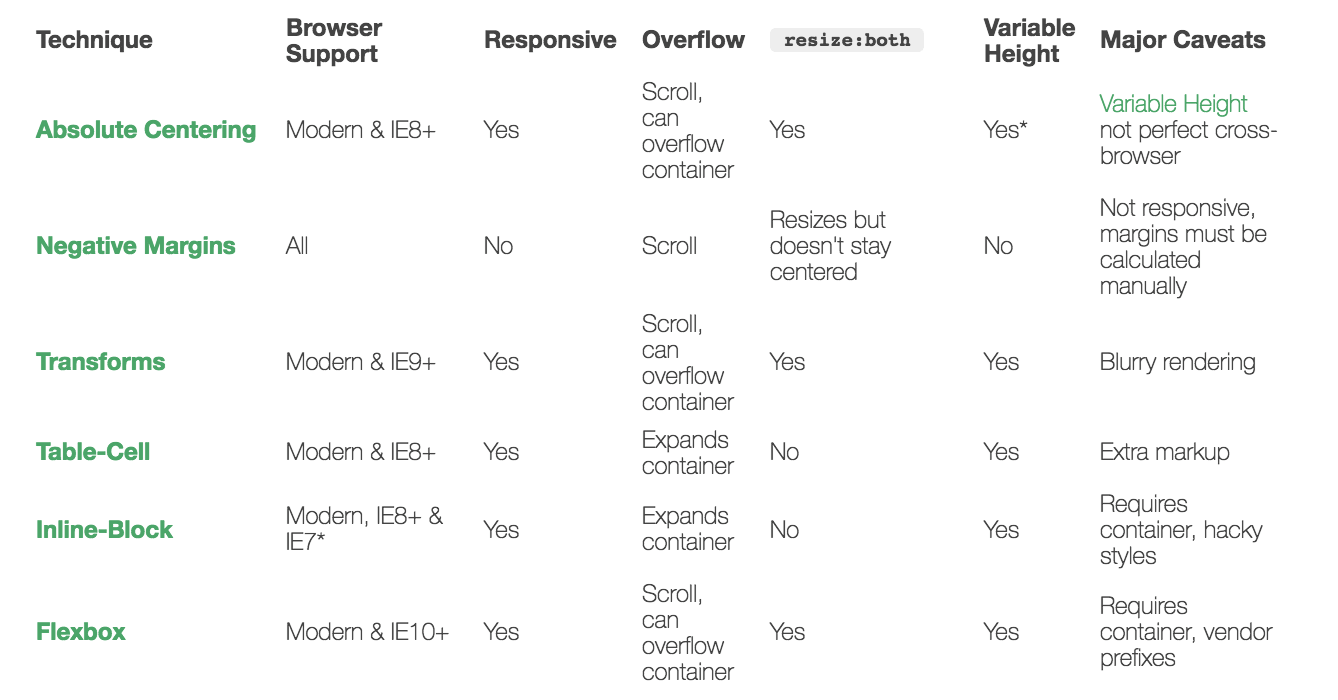 Technique
Browser
Support
Responsive
Overflow
resize:both
Variable
Height
Major Caveats
Absolute Centering
Modern & IE8+
Yes
Scroll,
can
overflow
container
Yes
Yes*
Variable Height
not perfect cross-
browser
Negative Margins
All
No
Scroll
Resizes but
doesn't stay
centered
No
Not responsive,
margins must be
calculated
manually
Transforms
Modern & IE9+
Yes
Scroll,
can
overflow
container
Yes
Yes
Blurry rendering
Table-Cell
Modern & IE8+
Yes
Expands
container
No
Yes
Extra markup
Inline-Block
Modern, IE8+ &
IE7*
Yes
Expands
container
No
Yes
Requires
container, hacky
styles
Flexbox
Modern & IE10+
Yes
Scroll,
can
overflow
container
Yes
Yes
Requires
container, vendor
prefixes